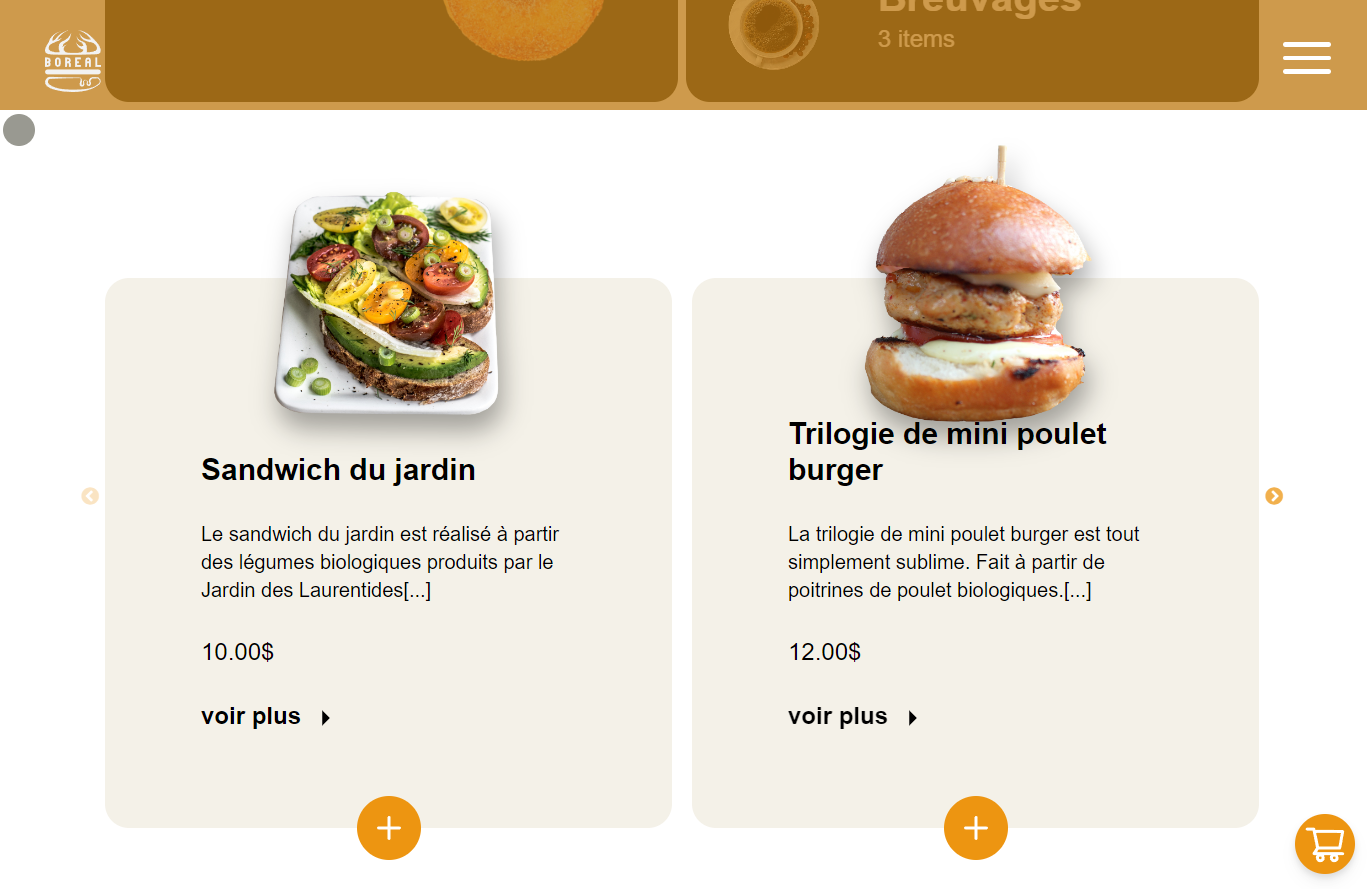 Breuvages
3 items
BOREAL
Sandwich du jardin
Le sandwich du jardin est réalisé à partir
des légumes biologiques produits par le
Jardin des Laurentides[...]
10.00$
voir plus
Trilogie de mini poulet
burger
La trilogie de mini poulet burger est tout
simplement sublime. Fait à partir de
poitrines de poulet biologiques.[...]
12.00$
voir plus